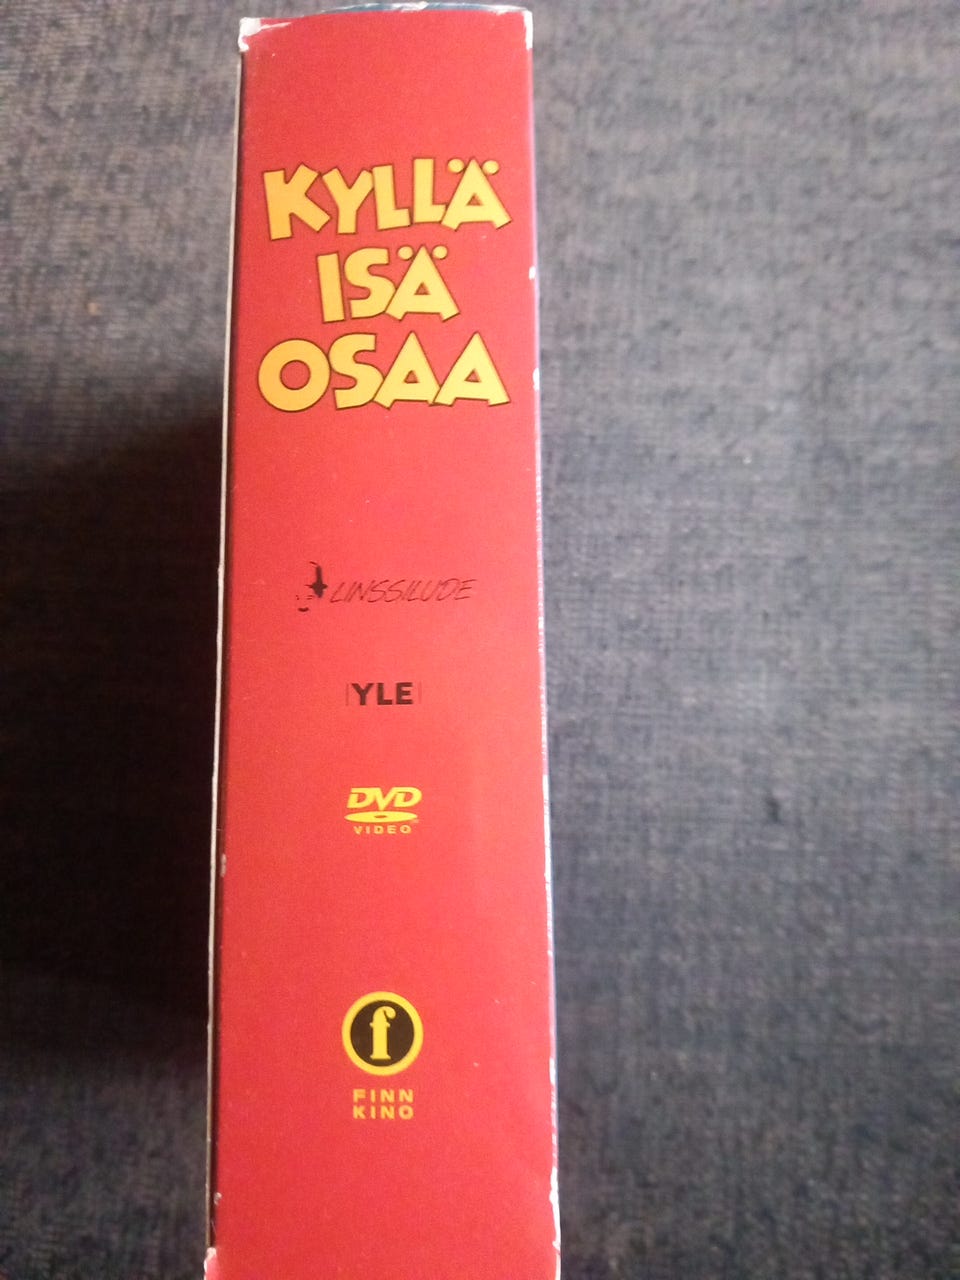 KYLLÄ
ISÄ
OSAA
LINSSILUDE
YLE
DVD
VIDEO
f
FINN
KINO